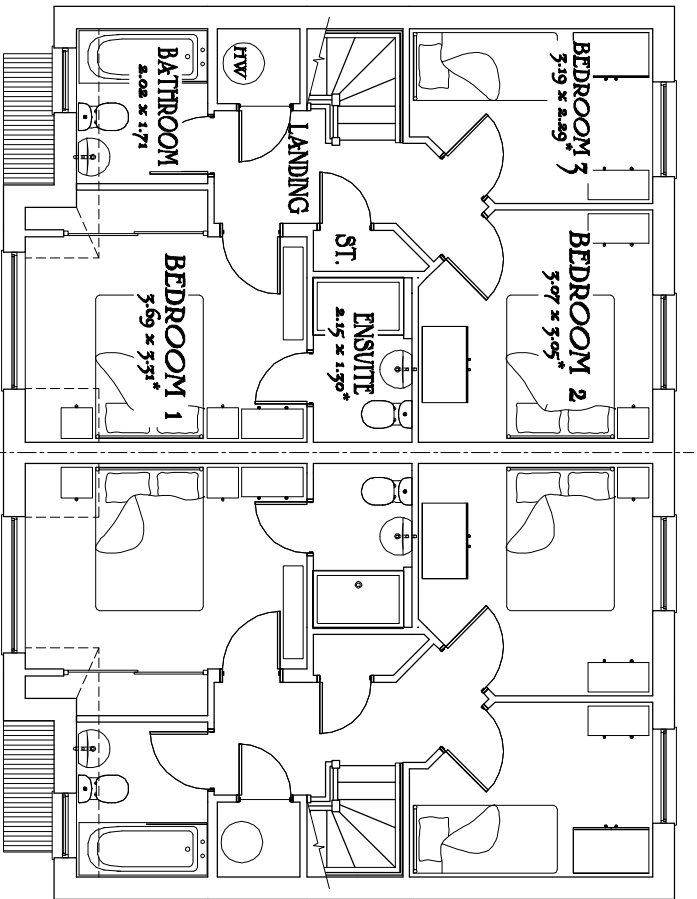 BEDROOM 3
3.19 x 2.29*
BEDROOM 2
3.07 x 3.05*
HW
LANDING
ST.
ENSUITE
2.15 x 1.30*
BATHROOM
2.02 x 1.71
BEDROOM 1
3.69 x 3.31*